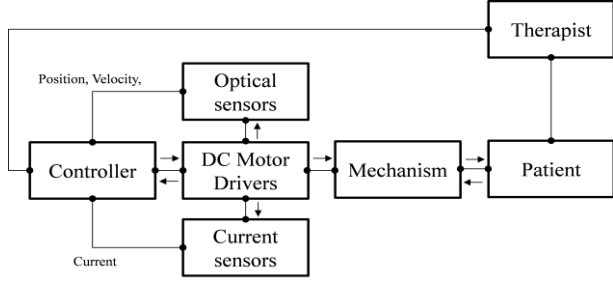 Therapist
Position, Velocity,
Optical
sensors
Controller
DC Motor
Drivers
Mechanism
Patient
Current
Current
sensors